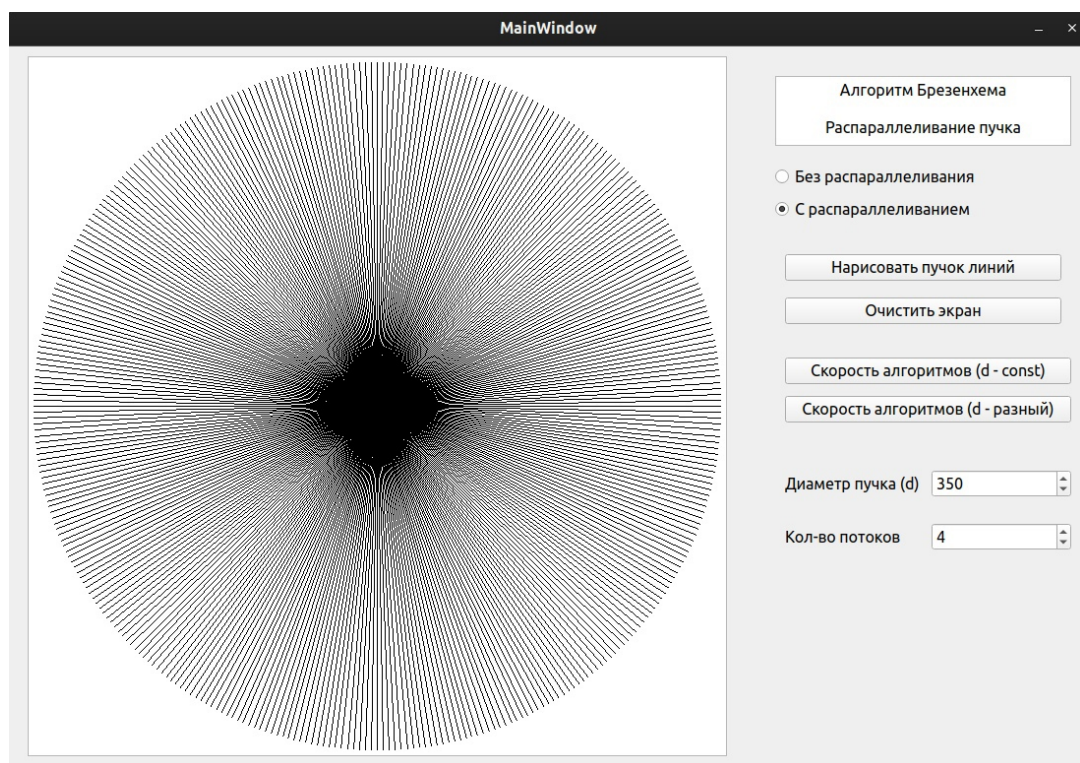 MainWindow
Алгоритм Брезенхема
Распараллеливание пучка
Без распараллеливания
С распараллеливанием
Нарисовать пучок линий
Очистить экран
Скорость алгоритмов (d - const)
Скорость алгоритмов (d - разный)
Диаметр пучка (d) 350
Кол-во потоков 4